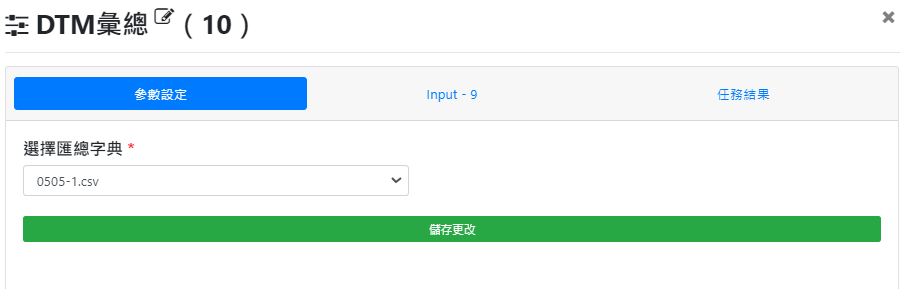 DTM彙總 ( 10 )
參數設定
Input - 9
任務結果
選擇匯總字典 *
0505-1.csv
儲存更改